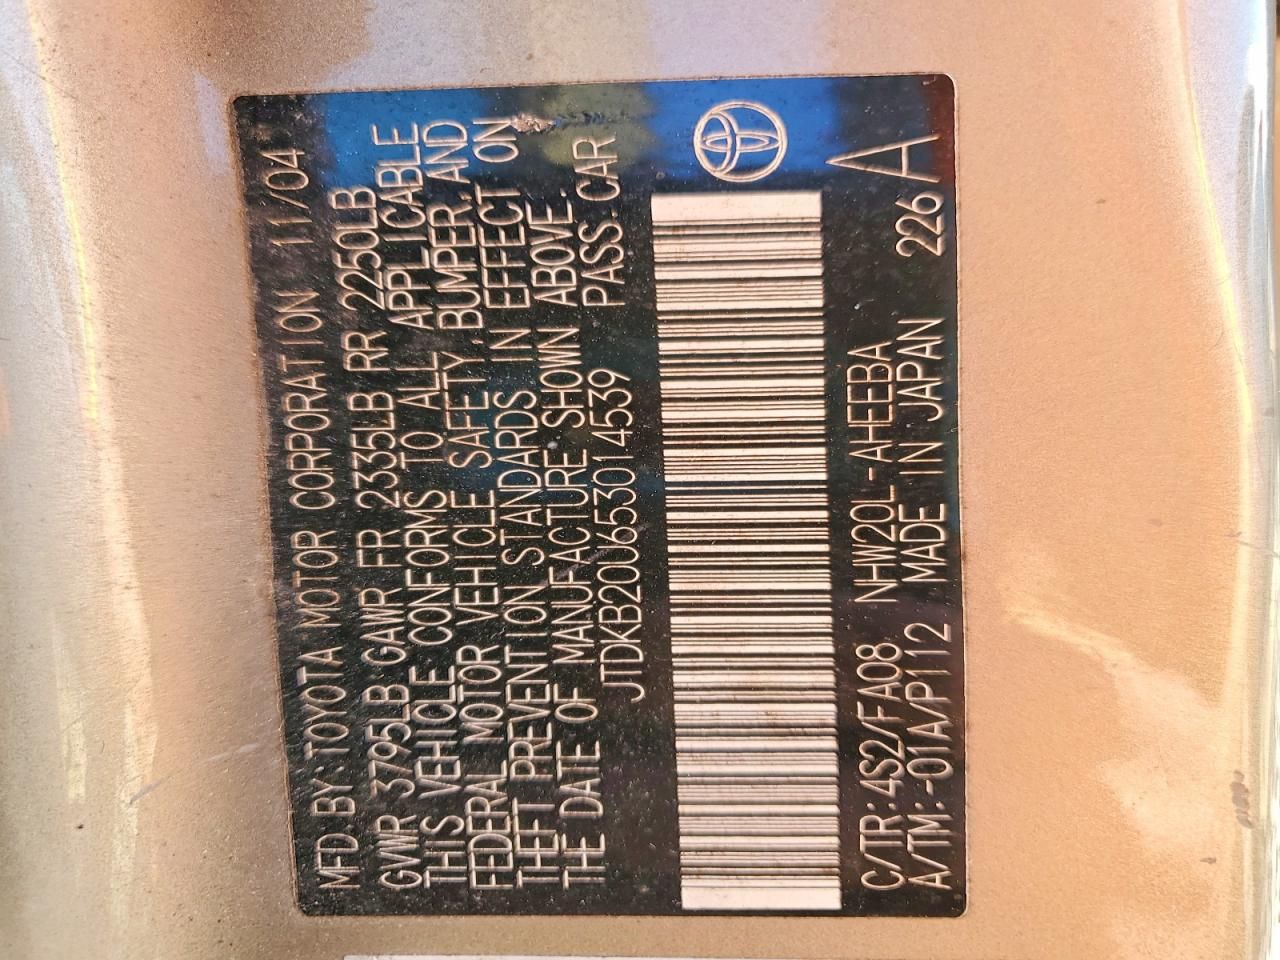 MFD BY:TOYOTA MOTOR CORPORATION 11/04
GVWR 3795LB GAWR FR 2335LB RR 2250LB
THIS VEHICLE CONFORMS TO ALL APPLICABLE
FEDERAL MOTOR VEHICLE SAFETY,BUMPER,AND
THEFT PREVENTION STANDARDS IN EFFECT ON
THE DATE OF MANUFACTURE SHOWN ABOVE.
JTDKB20U653014539 PASS.CAR
C/TR:4S2/FA08 NHW20L-AHEEBA
A/TM:-01A/P112 MADE IN JAPAN 226 A